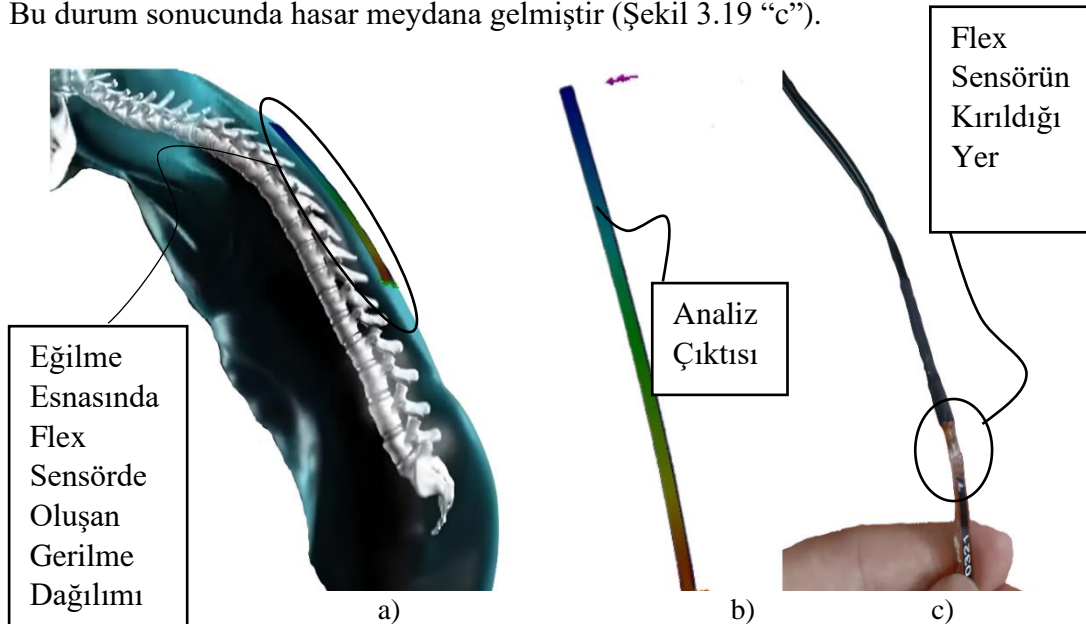 Bu durum sonucunda hasar meydana gelmiştir (Şekil 3.19 “c”).
Flex
Sensörün
Kırıldığı
Yer
Analiz
Çıktısı
Eğilme
Esnasında
Flex
Sensörde
Oluşan
Gerilme
Dağılımı
0321
a)
b)
c)